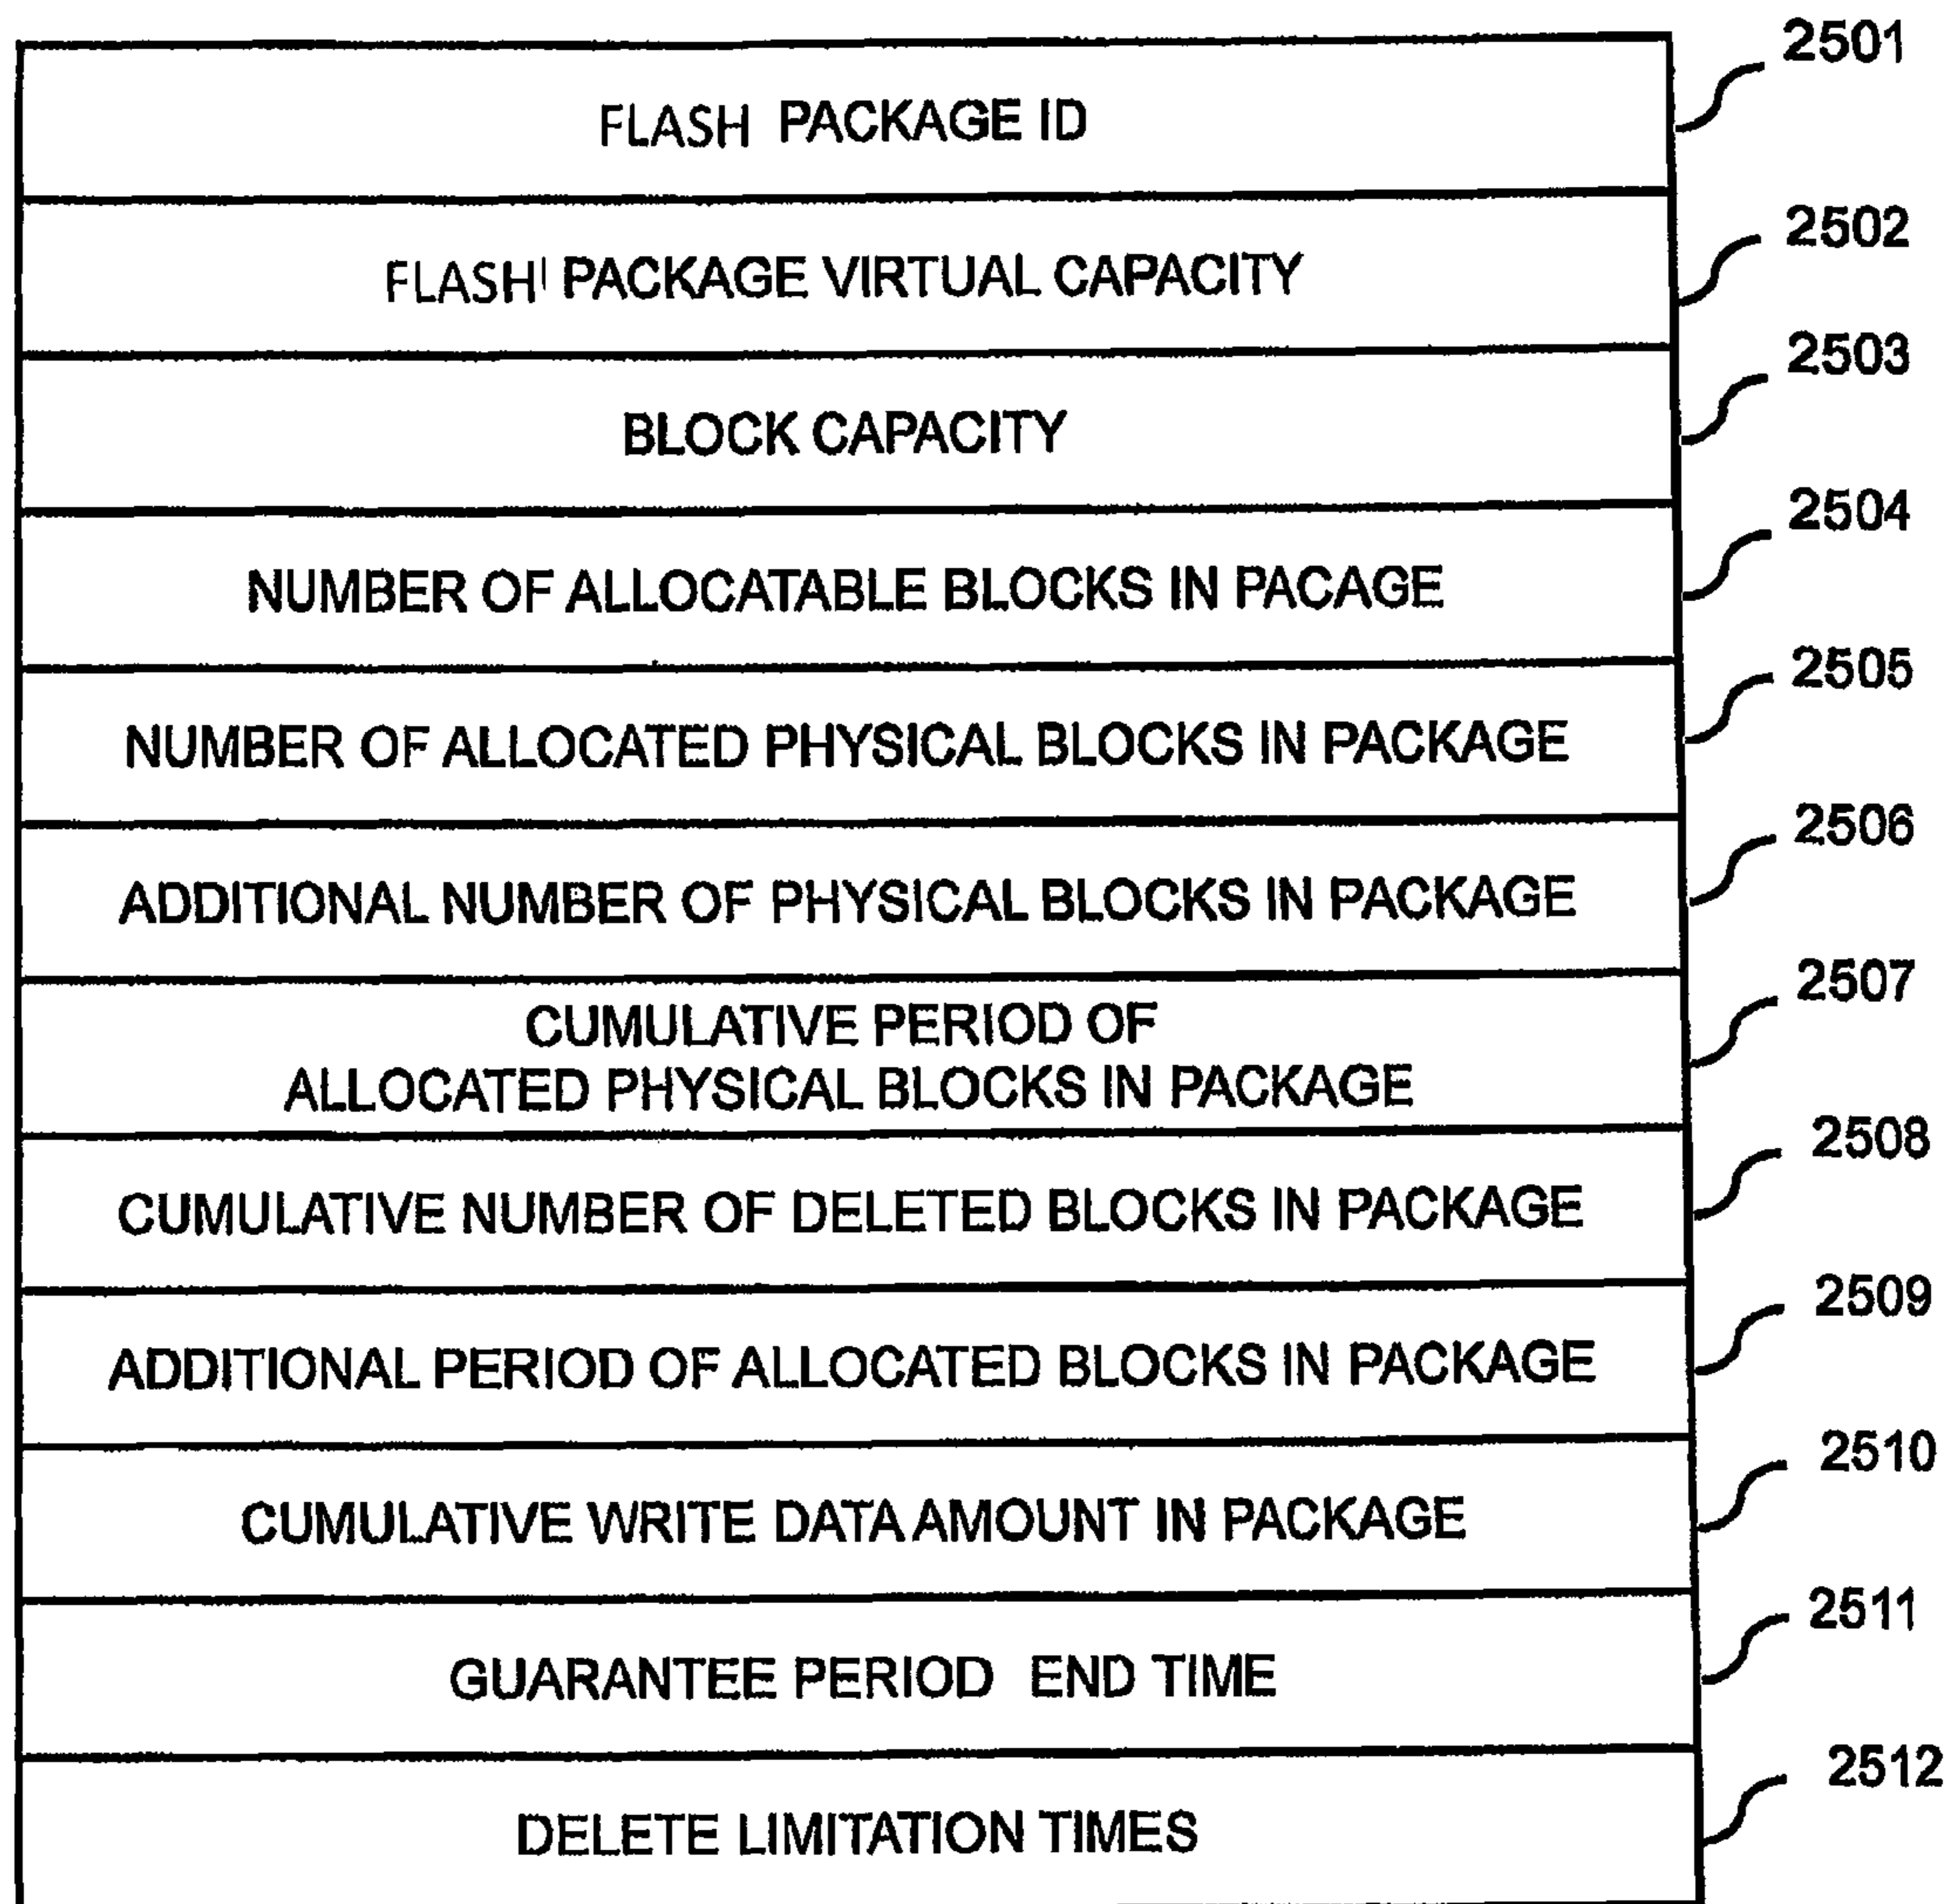 2501
FLASH PACKAGE ID
2502
FLASH PACKAGE VIRTUAL CAPACITY
2503
BLOCK CAPACITY
2504
NUMBER OF ALLOCATABLE BLOCKS IN PACAGE
2505
NUMBER OF ALLOCATED PHYSICAL BLOCKS IN PACKAGE
2506
ADDITIONAL NUMBER OF PHYSICAL BLOCKS IN PACKAGE
2507
CUMULATIVE PERIOD OF
ALLOCATED PHYSICAL BLOCKS IN PACKAGE
2508
CUMULATIVE NUMBER OF DELETED BLOCKS IN PACKAGE
2509
ADDITIONAL PERIOD OF ALLOCATED BLOCKS IN PACKAGE
2510
CUMULATIVE WRITE DATA AMOUNT IN PACKAGE
2511
GUARANTEE PERIOD END TIME
2512
DELETE LIMITATION TIMES